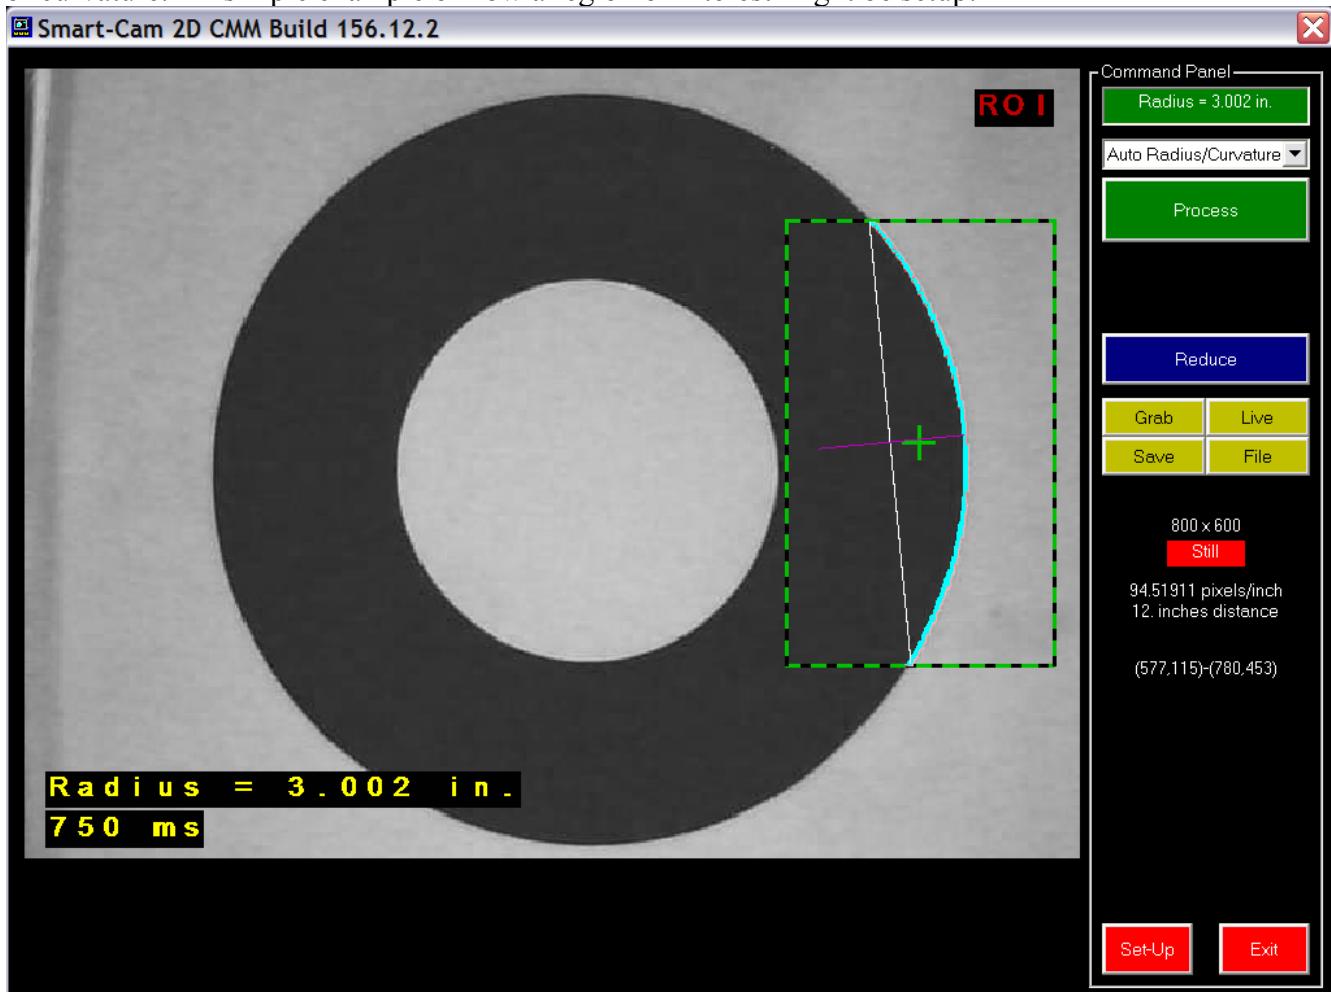 Smart-Cam 2D CMM Build 156.12.2
ROI
Command Panel
Radius = 3.002 in.
Auto Radius/Curvature
Process
Reduce
Grab Live
Save File
800 x 600
Still
94.51911 pixels/inch
12. inches distance
(577,115)-(780,453)
Radius = 3.002 in.
750 ms
Set-Up Exit